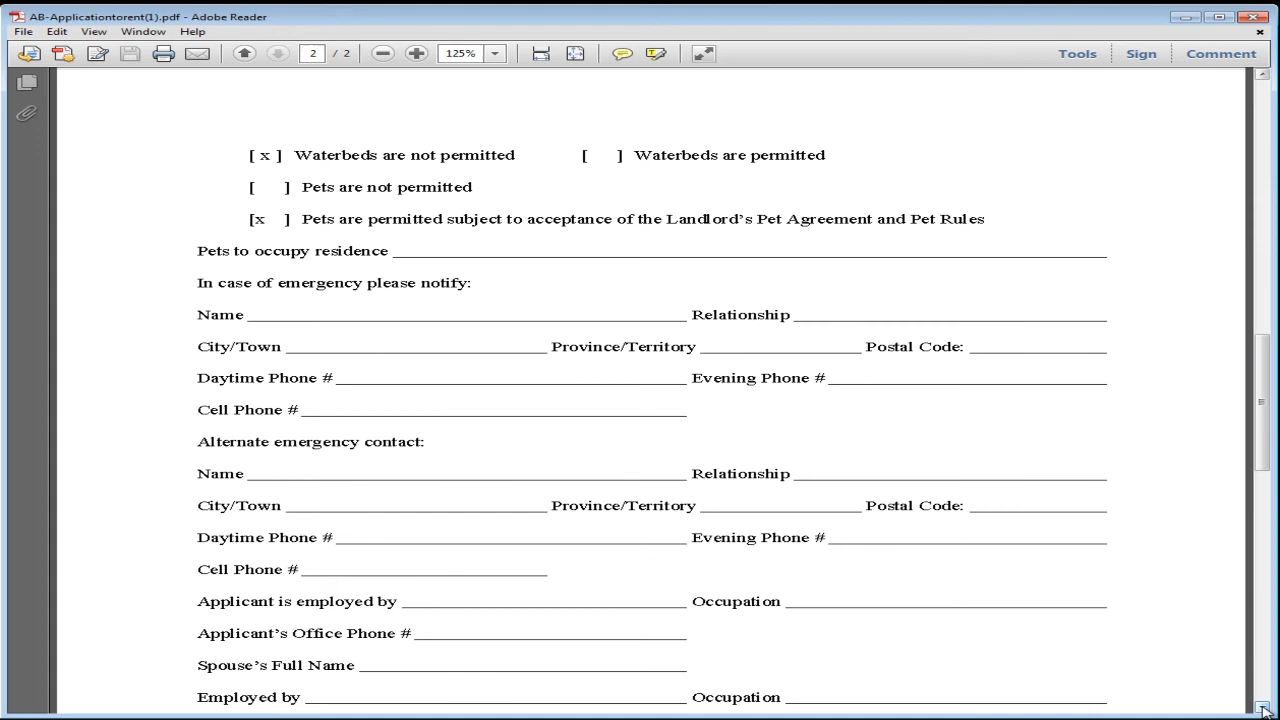 AB-Applicationtorent(1).pdf - Adobe Reader
File Edit View Window Help
2 / 2 125% Tools Sign Comment
[ x ] Waterbeds are not permitted [ ] Waterbeds are permitted
[ ] Pets are not permitted
[x ] Pets are permitted subject to acceptance of the Landlord's Pet Agreement and Pet Rules
Pets to occupy residence
In case of emergency please notify:
Name Relationship
City/Town Province/Territory Postal Code:
Daytime Phone # Evening Phone #
Cell Phone #
Alternate emergency contact:
Name Relationship
City/Town Province/Territory Postal Code:
Daytime Phone # Evening Phone #
Cell Phone #
Applicant is employed by Occupation
Applicant's Office Phone #
Spouse's Full Name
Employed by Occupation